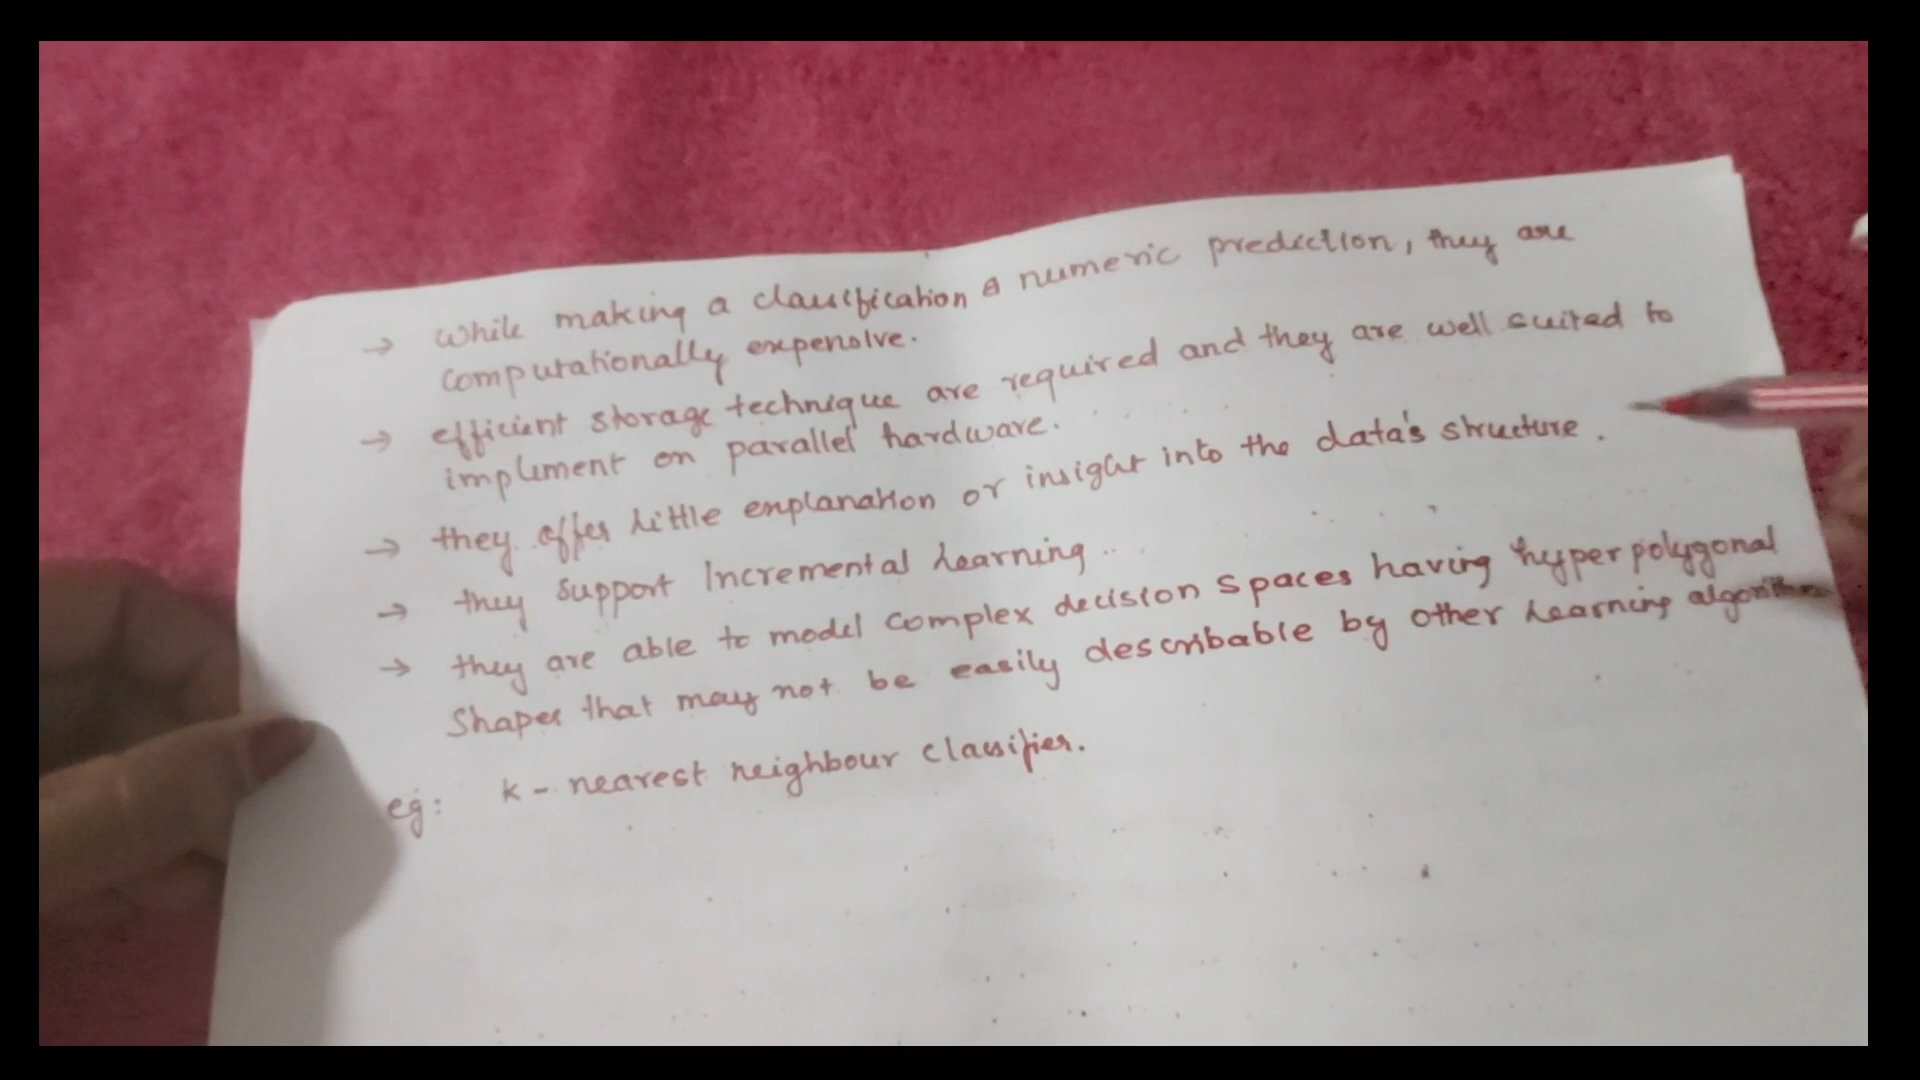 → while making a classification or numeric prediction, they are
computationally expensive.
→ efficient storage technique are required and they are well suited to
implement on parallel hardware.
→ they offer little explanation or insight into the data's structure.
→ they support Incremental Learning..
→ they are able to model complex decision spaces having hyper polygonal
Shapes that may not be easily describable by other Learning algorithm
eg: k - nearest neighbour classifier.